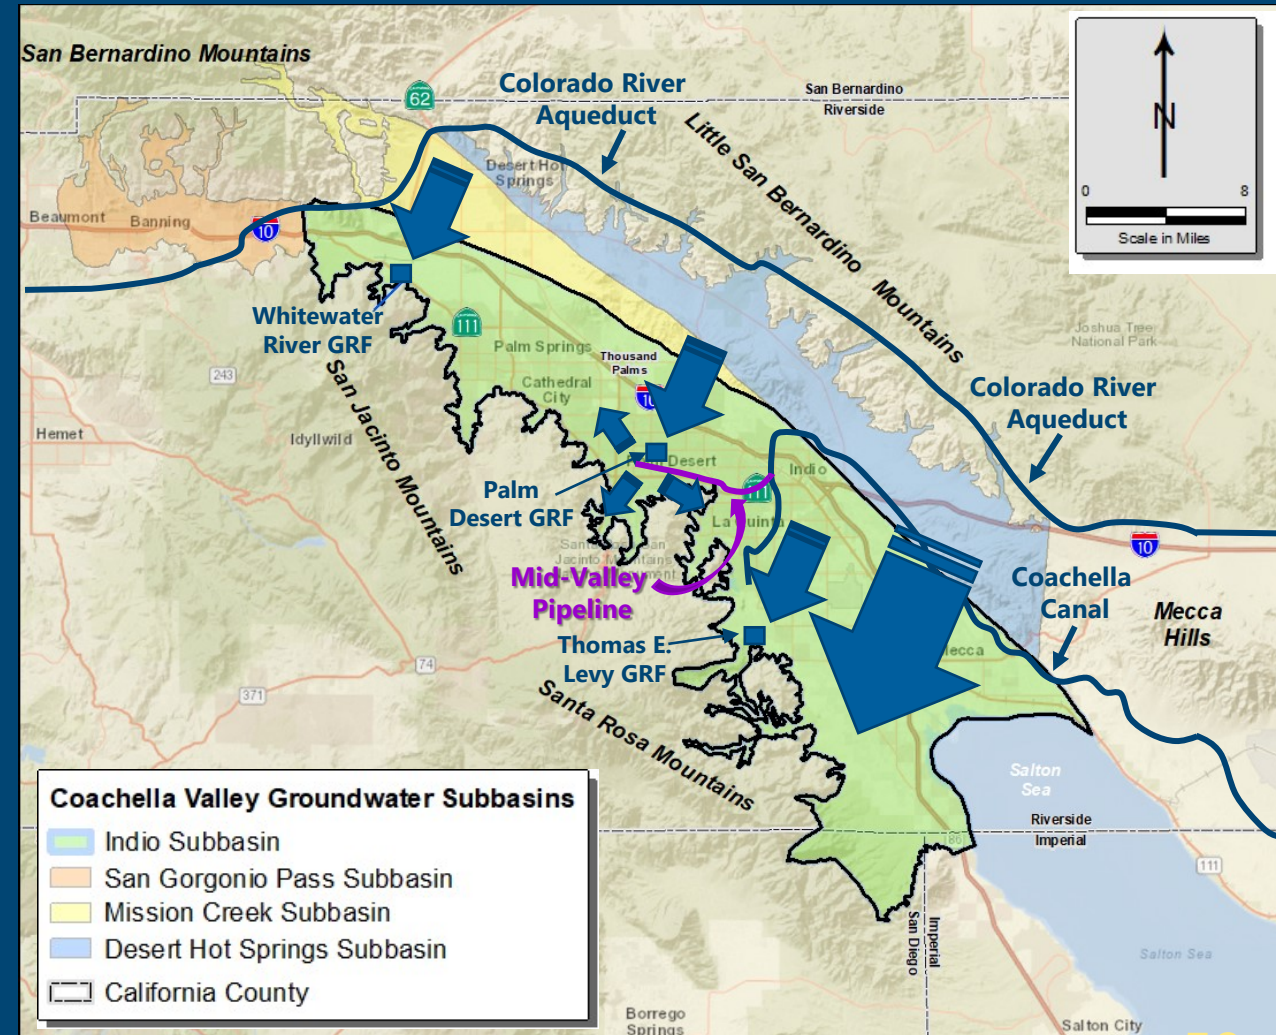 San Bernardino Mountains
62
Colorado River
Aqueduct
San Bernardino
Riverside
N
0 8
Scale in Miles
Little San Bernardino Mountains
Desert Hot
Springs
Beaumont
Banning
10
Whitewater
River GRF
111
Palm Springs
Thousand
Palms
Joshua Tree
National Park
243
Cathedral
City
10
Colorado River
Aqueduct
Hemet
Idyllwild
San Jacinto Mountains
Desert
Indio
Palm
Desert GRF
111
La Quinta
10
Mid-Valley
Pipeline
Coachella
Canal
Mecca
Hills
Thomas E.
Levy GRF
74
371
Santa Rosa Mountains
Salton
Sea
Riverside
Imperial
86
111
Coachella Valley Groundwater Subbasins
Indio Subbasin
San Gorgonio Pass Subbasin
Mission Creek Subbasin
Desert Hot Springs Subbasin
California County
Imperial
San Diego
Salton Sea
Borrego
Springs
Salton City